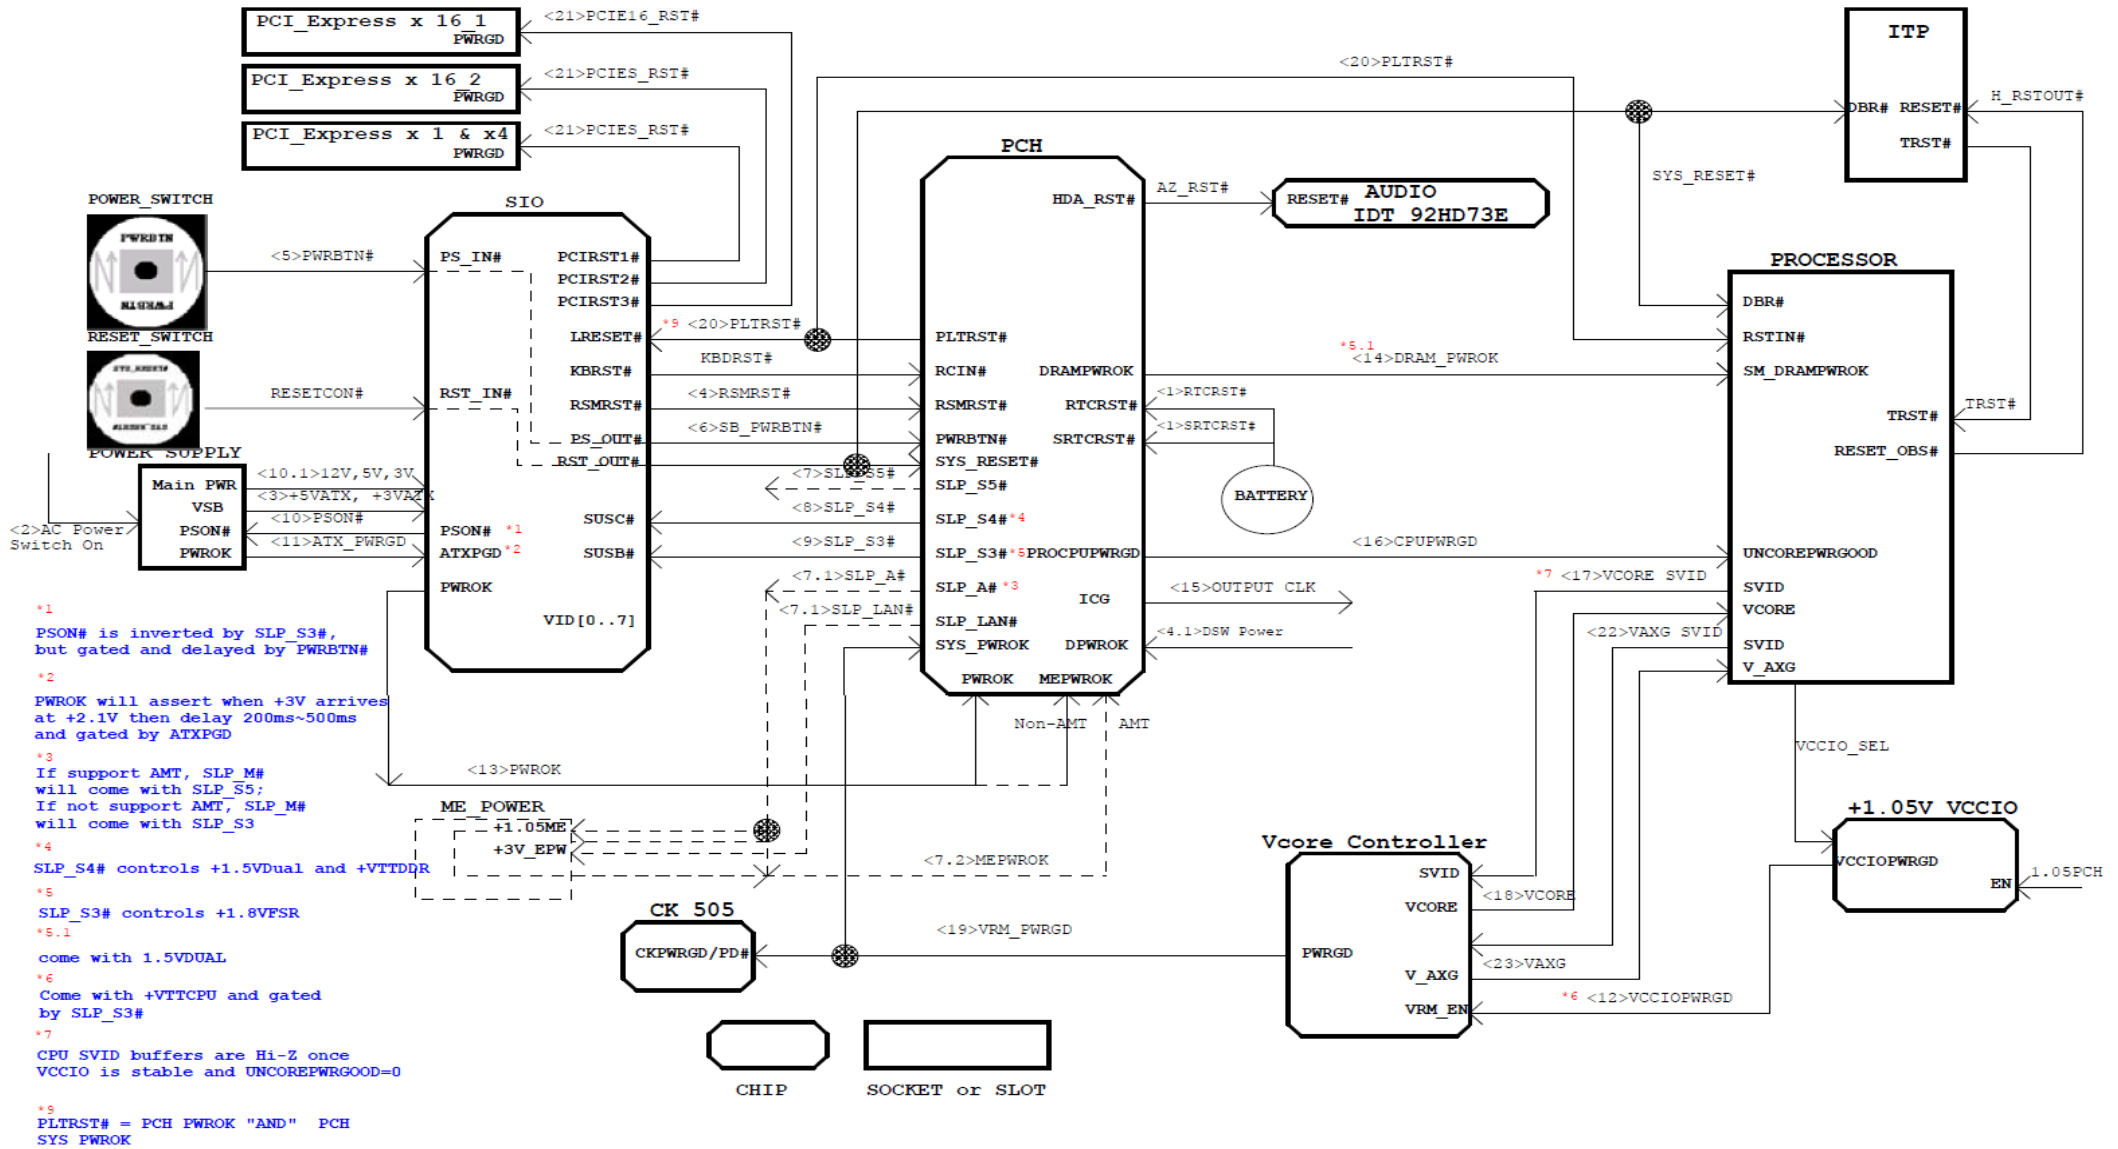 PCI_Express x 16_1
PWRGD
<21>PCIE16_RST#
PCI_Express x 16_2
PWRGD
<21>PCIES_RST#
PCI_Express x 1 & x4
PWRGD
<21>PCIES_RST#
<20>PLTRST#
ITP
DBR# RESET#
TRST#
H_RSTOUT#
SYS_RESET#
POWER_SWITCH
PWRBTN
PWRBTN
<5>PWRBTN#
RESET_SWITCH
SYS_RESET#
SYS_RESET#
RESETCON#
SIO
PS_IN#
PCIRST1#
PCIRST2#
PCIRST3#
LRESET#
KBRST#
RST_IN#
RSMRST#
PS_OUT#
RST_OUT#
SUSC#
PSON# *1
ATXPGD *2
SUSB#
PWROK
VID[0..7]
*9 <20>PLTRST#
KBDRST#
<4>RSMRST#
<6>SB_PWRBTN#
<7>SLP_S5#
<8>SLP_S4#
<9>SLP_S3#
<7.1>SLP_A#
<7.1>SLP_LAN#
PCH
HDA_RST#
PLTRST#
RCIN#
DRAMPWROK
RSMRST#
RTCRST#
PWRBTN#
SRTCRST#
SYS_RESET#
SLP_S5#
SLP_S4# *4
SLP_S3# *5 PROCPUPWRGD
SLP_A# *3
ICG
SLP_LAN#
SYS_PWROK
DPWROK
PWROK
MEPWROK
Non-AMT
AMT
AZ_RST#
RESET#
AUDIO
IDT 92HD73E
*5.1
<14>DRAM_PWROK
<1>RTCRST#
<1>SRTCRST#
BATTERY
<16>CPUPWRGD
<15>OUTPUT CLK
<4.1>DSW Power
PROCESSOR
DBR#
RSTIN#
SM_DRAMPWROK
TRST#
RESET_OBS#
UNCOREPWRGOOD
SVID
VCORE
SVID
V_AXG
TRST#
*7 <17>VCORE SVID
<22>VAXG SVID
VCCIO_SEL
POWER SUPPLY
Main PWR
VSB
PSON#
PWROK
<10.1>12V,5V,3V
<3>+5VATX, +3VATX
<10>PSON#
<11>ATX_PWRGD
<2>AC Power
Switch On
*1
PSON# is inverted by SLP_S3#,
but gated and delayed by PWRBTN#
*2
PWROK will assert when +3V arrives
at +2.1V then delay 200ms~500ms
and gated by ATXPGD
*3
If support AMT, SLP_M#
will come with SLP_S5;
If not support AMT, SLP_M#
will come with SLP_S3
*4
SLP_S4# controls +1.5VDual and +VTTDDR
*5
SLP_S3# controls +1.8VFSR
*5.1
come with 1.5VDUAL
*6
Come with +VTTCPU and gated
by SLP_S3#
*7
CPU SVID buffers are Hi-Z once
VCCIO is stable and UNCOREPWRGOOD=0
*9
PLTRST# = PCH PWROK "AND" PCH
SYS PWROK
<13>PWROK
ME_POWER
+1.05ME
+3V_EPW
<7.2>MEPWROK
CK 505
CKPWRGD/PD#
<19>VRM_PWRGD
Vcore Controller
SVID
VCORE
PWRGD
V_AXG
VRM_EN
<18>VCORE
<23>VAXG
*6 <12>VCCIOPWRGD
+1.05V VCCIO
VCCIOPWRGD
EN
1.05PCH
CHIP
SOCKET or SLOT